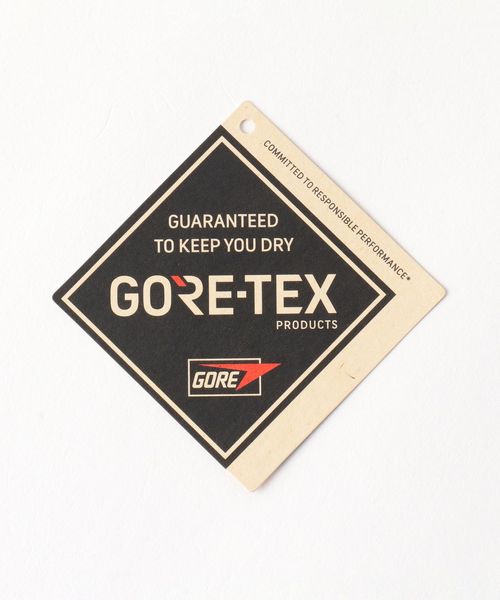 COMMITTED TO RESPONSIBLE PERFORMANCE*
GUARANTEED
TO KEEP YOU DRY
GORE-TEX
PRODUCTS
GORE